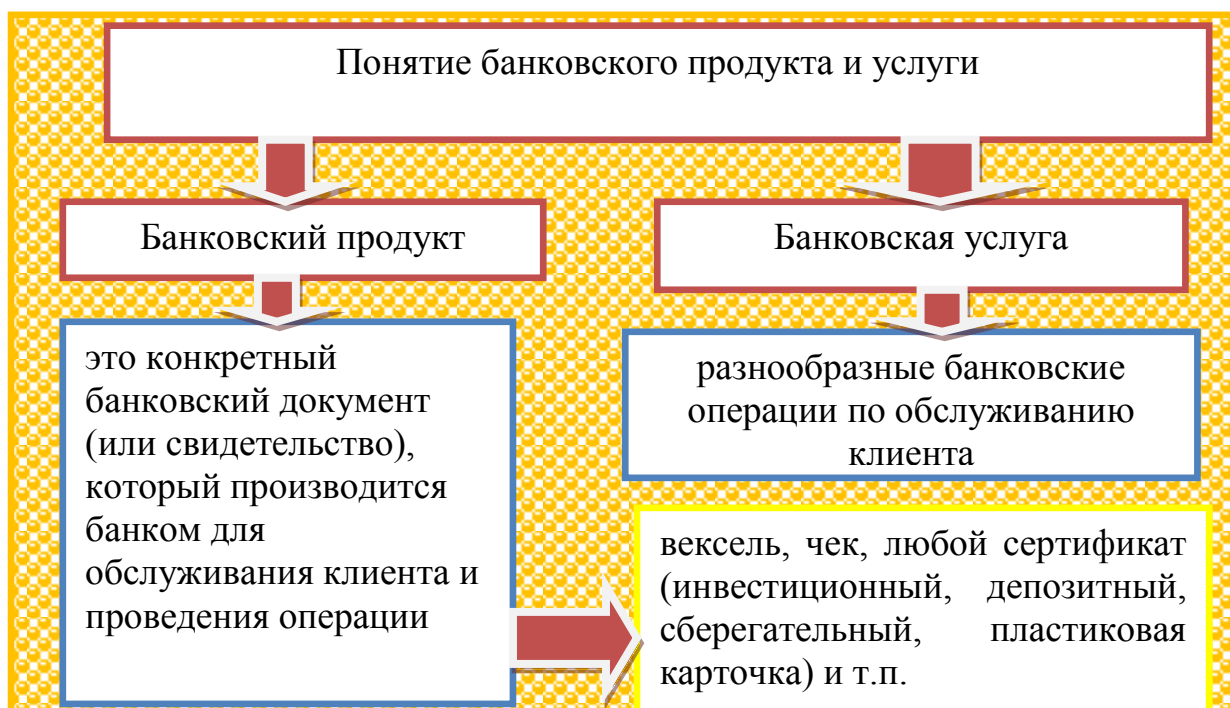 Понятие банковского продукта и услуги
Банковский продукт
Банковская услуга
это конкретный
банковский документ
(или свидетельство),
который производится
банком для
обслуживания клиента и
проведения операции
разнообразные банковские
операции по обслуживанию
клиента
вексель, чек, любой сертификат
(инвестиционный, депозитный,
сберегательный, пластиковая
карточка) и т.п.